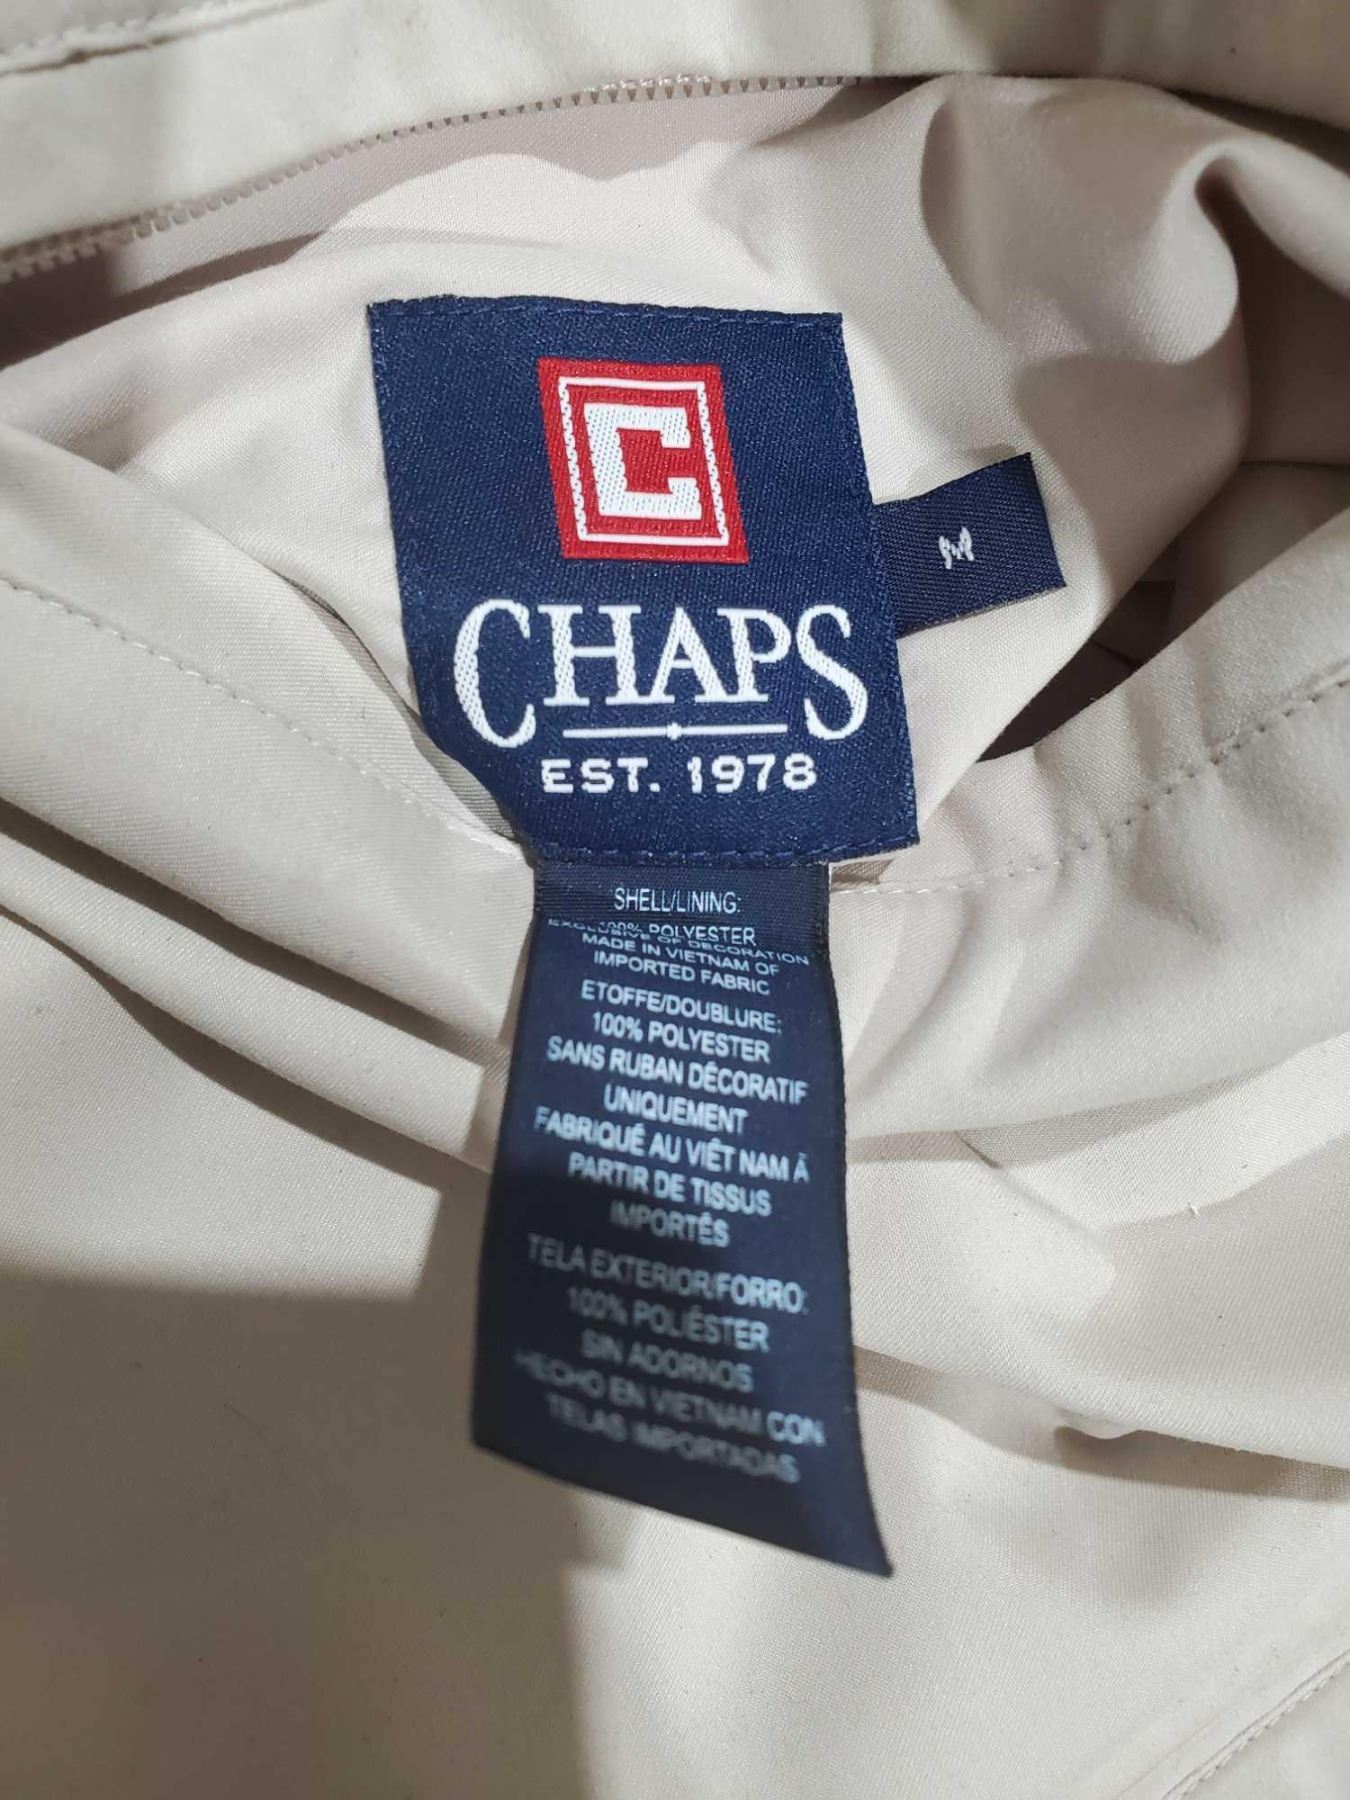 C
CHAPS
EST. 1978
M
SHELL/LINING:
100% POLYESTER
EXCLUSIVE OF DECORATION
MADE IN VIETNAM OF
IMPORTED FABRIC
ETOFFE/DOUBLURE:
100% POLYESTER
SANS RUBAN DÉCORATIF
UNIQUEMENT
FABRIQUÉ AU VIÊT NAM À
PARTIR DE TISSUS
IMPORTÉS
TELA EXTERIOR/FORRO:
100% POLIÉSTER
SIN ADORNOS
HECHO EN VIETNAM CON
TELAS IMPORTADAS